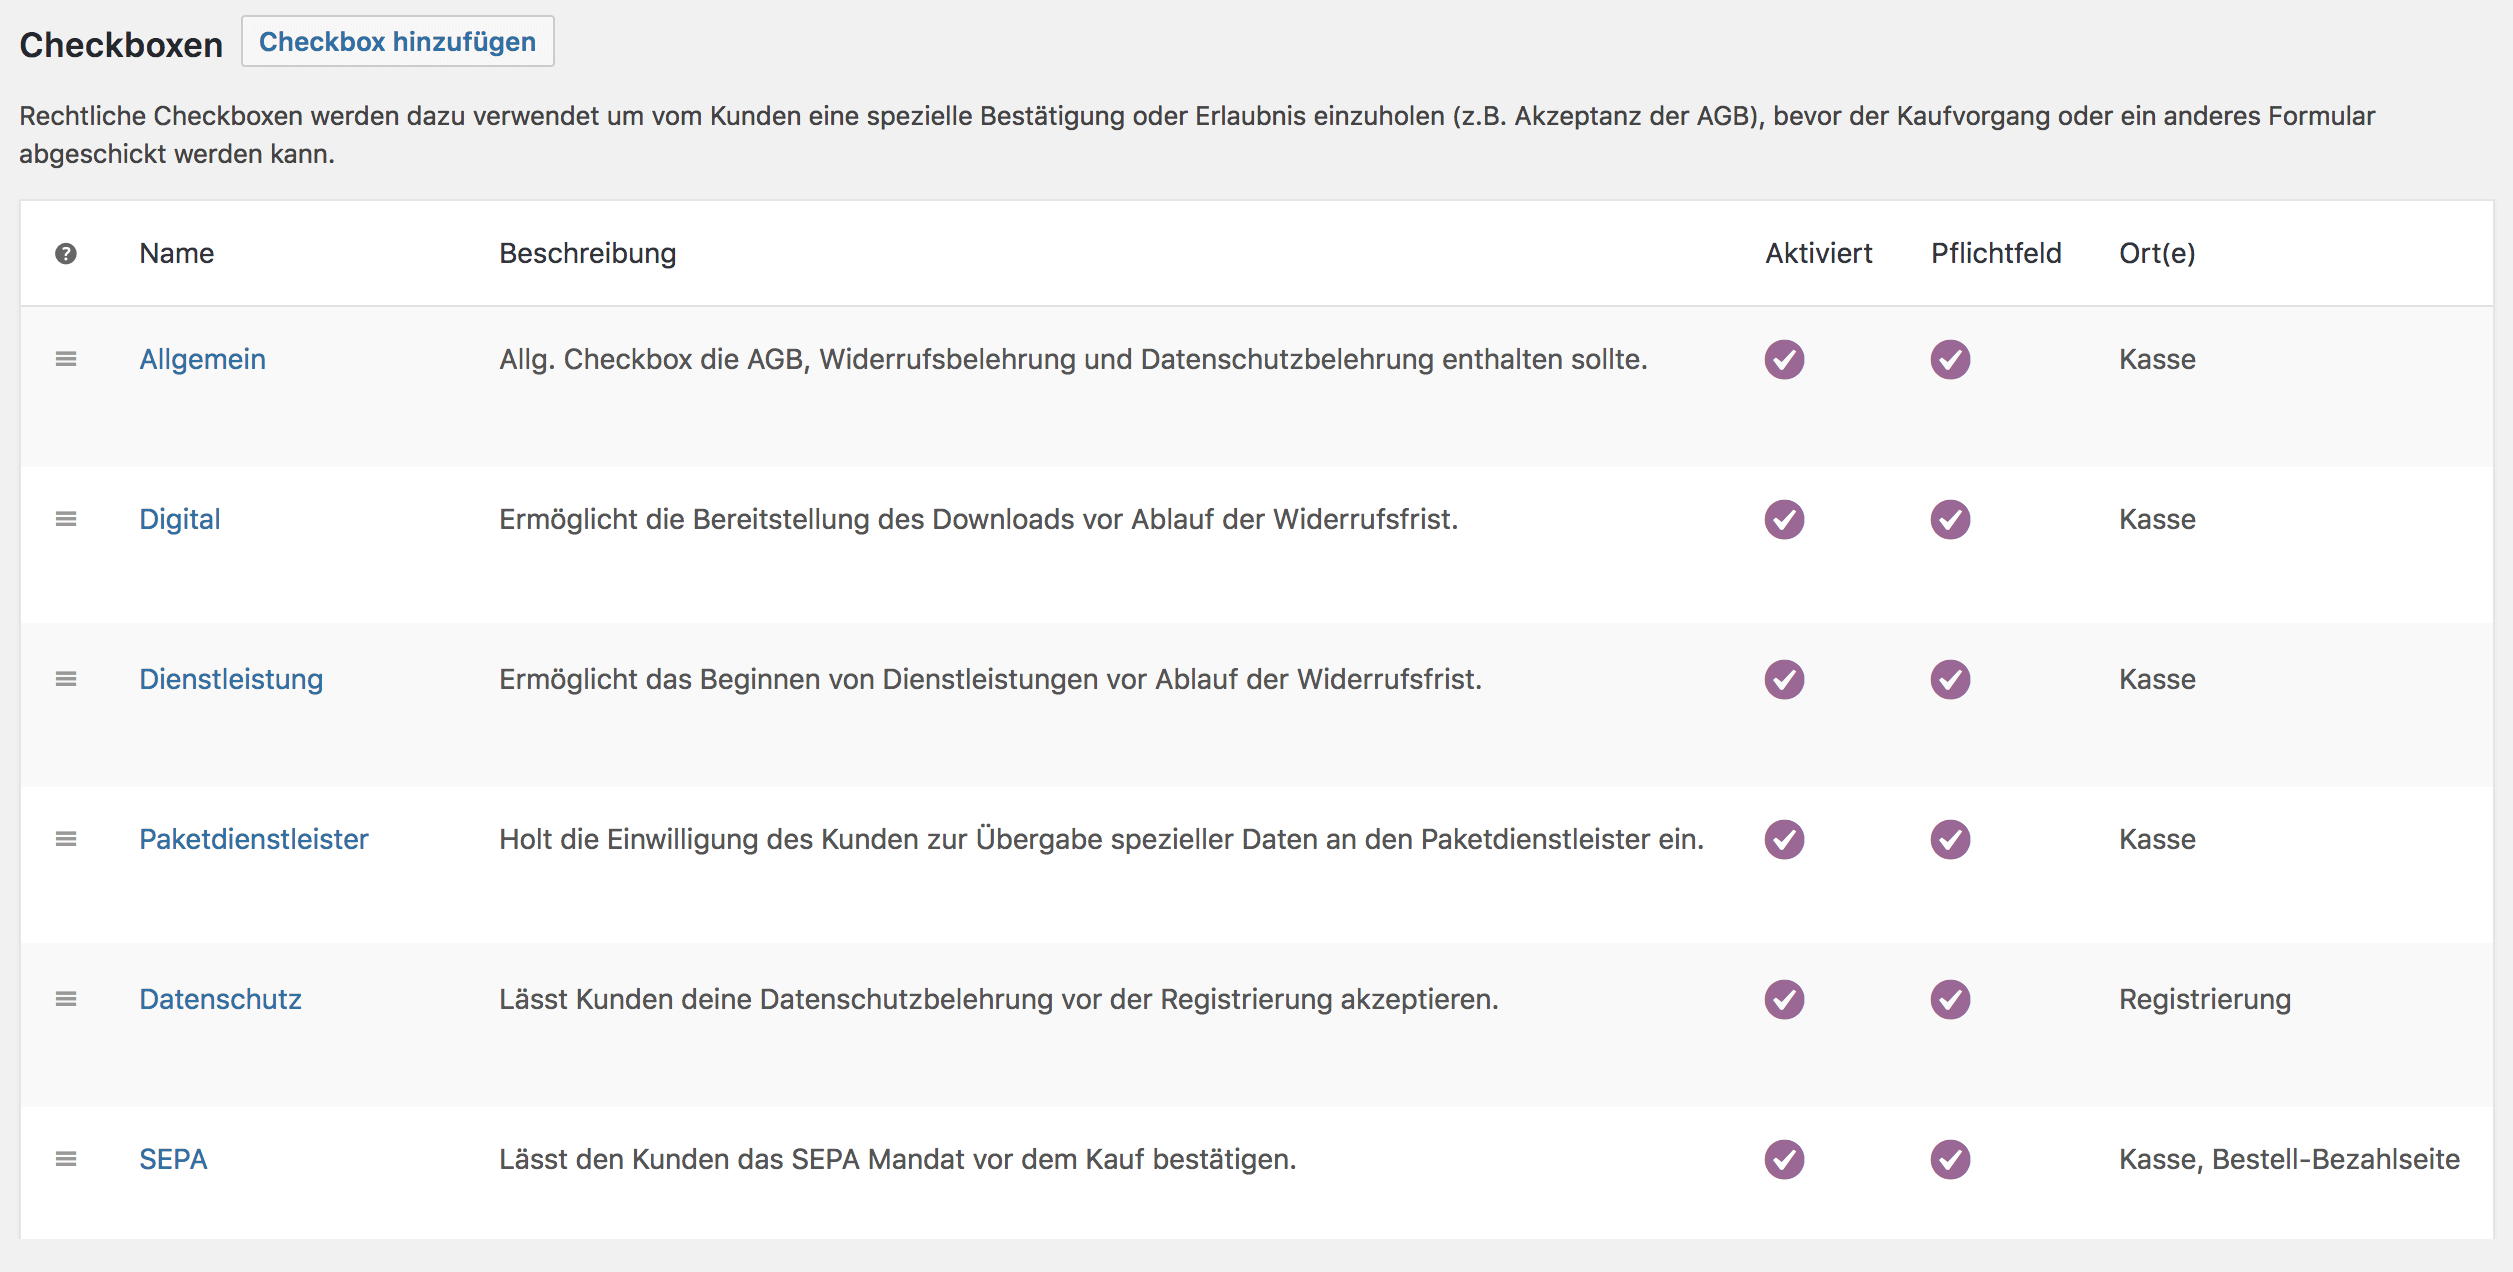 Checkboxen Checkbox hinzufügen
Rechtliche Checkboxen werden dazu verwendet um vom Kunden eine spezielle Bestätigung oder Erlaubnis einzuholen (z.B. Akzeptanz der AGB), bevor der Kaufvorgang oder ein anderes Formular
abgeschickt werden kann.
? Name Beschreibung Aktiviert Pflichtfeld Ort(e)
Allgemein Allg. Checkbox die AGB, Widerrufsbelehrung und Datenschutzbelehrung enthalten sollte. Kasse
Digital Ermöglicht die Bereitstellung des Downloads vor Ablauf der Widerrufsfrist. Kasse
Dienstleistung Ermöglicht das Beginnen von Dienstleistungen vor Ablauf der Widerrufsfrist. Kasse
Paketdienstleister Holt die Einwilligung des Kunden zur Übergabe spezieller Daten an den Paketdienstleister ein. Kasse
Datenschutz Lässt Kunden deine Datenschutzbelehrung vor der Registrierung akzeptieren. Registrierung
SEPA Lässt den Kunden das SEPA Mandat vor dem Kauf bestätigen. Kasse, Bestell-Bezahlseite